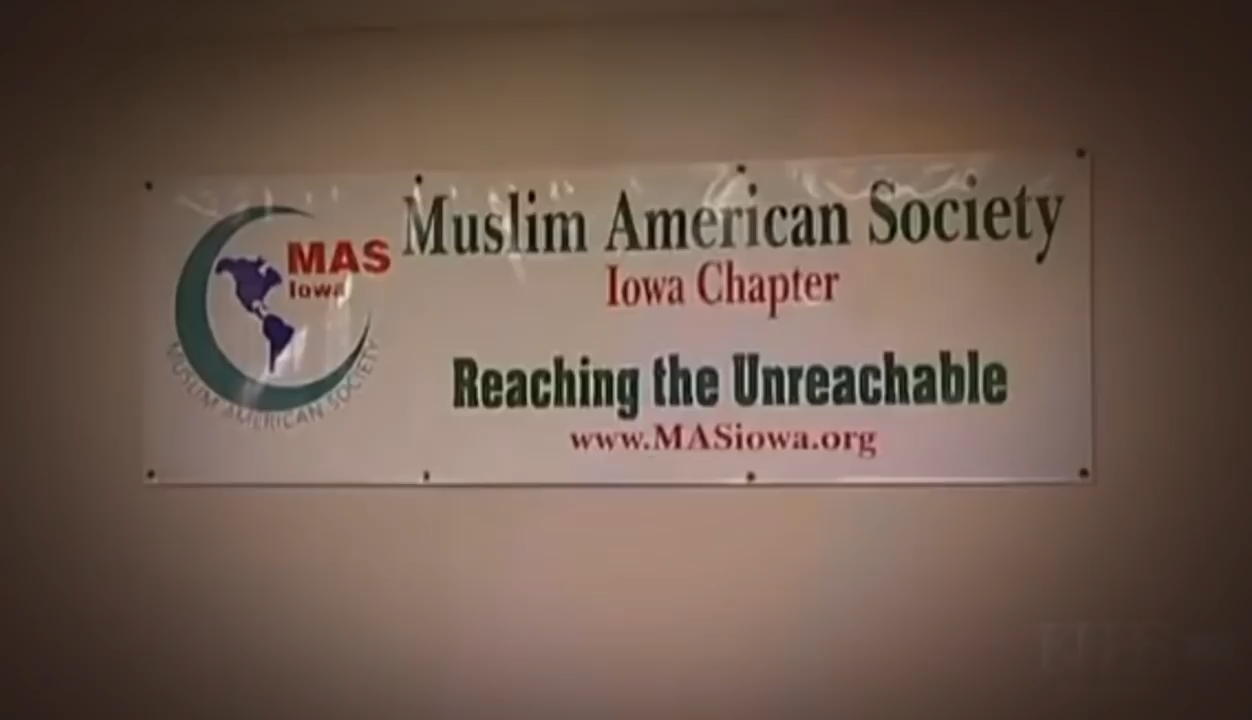 MAS
Iowa
MUSLIM AMERICAN SOCIETY
Muslim American Society
Iowa Chapter
Reaching the Unreachable
www.MASiowa.org